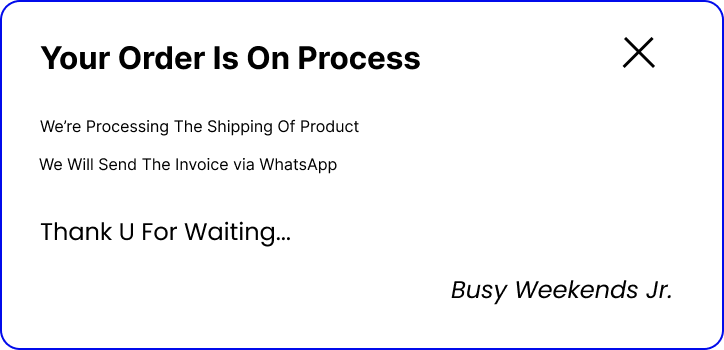 Your Order Is On Process
We’re Processing The Shipping Of Product
We Will Send The Invoice via WhatsApp
Thank U For Waiting...
Busy Weekends Jr.